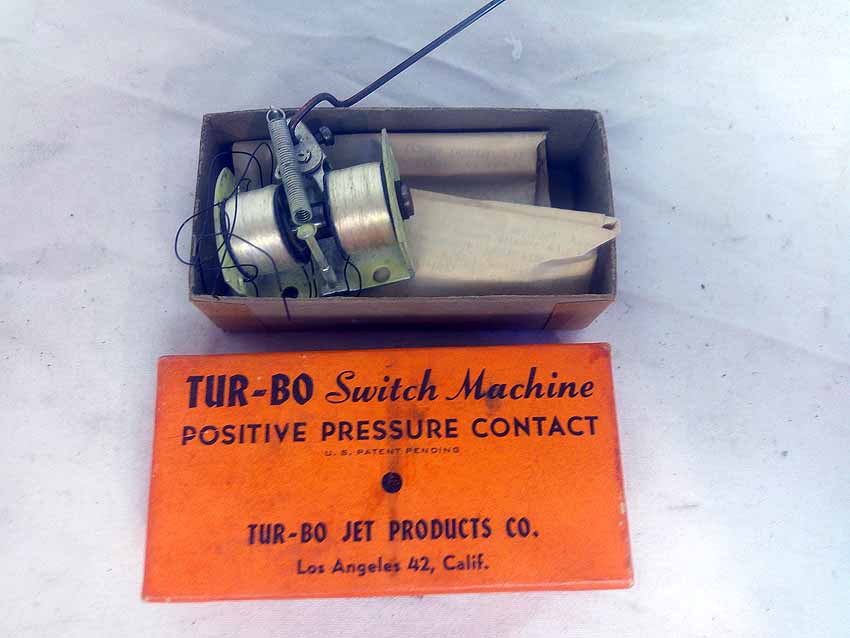 TUR-BO Switch Machine
POSITIVE PRESSURE CONTACT
U. S. PATENT PENDING
TUR-BO JET PRODUCTS CO.
Los Angeles 42, Calif.